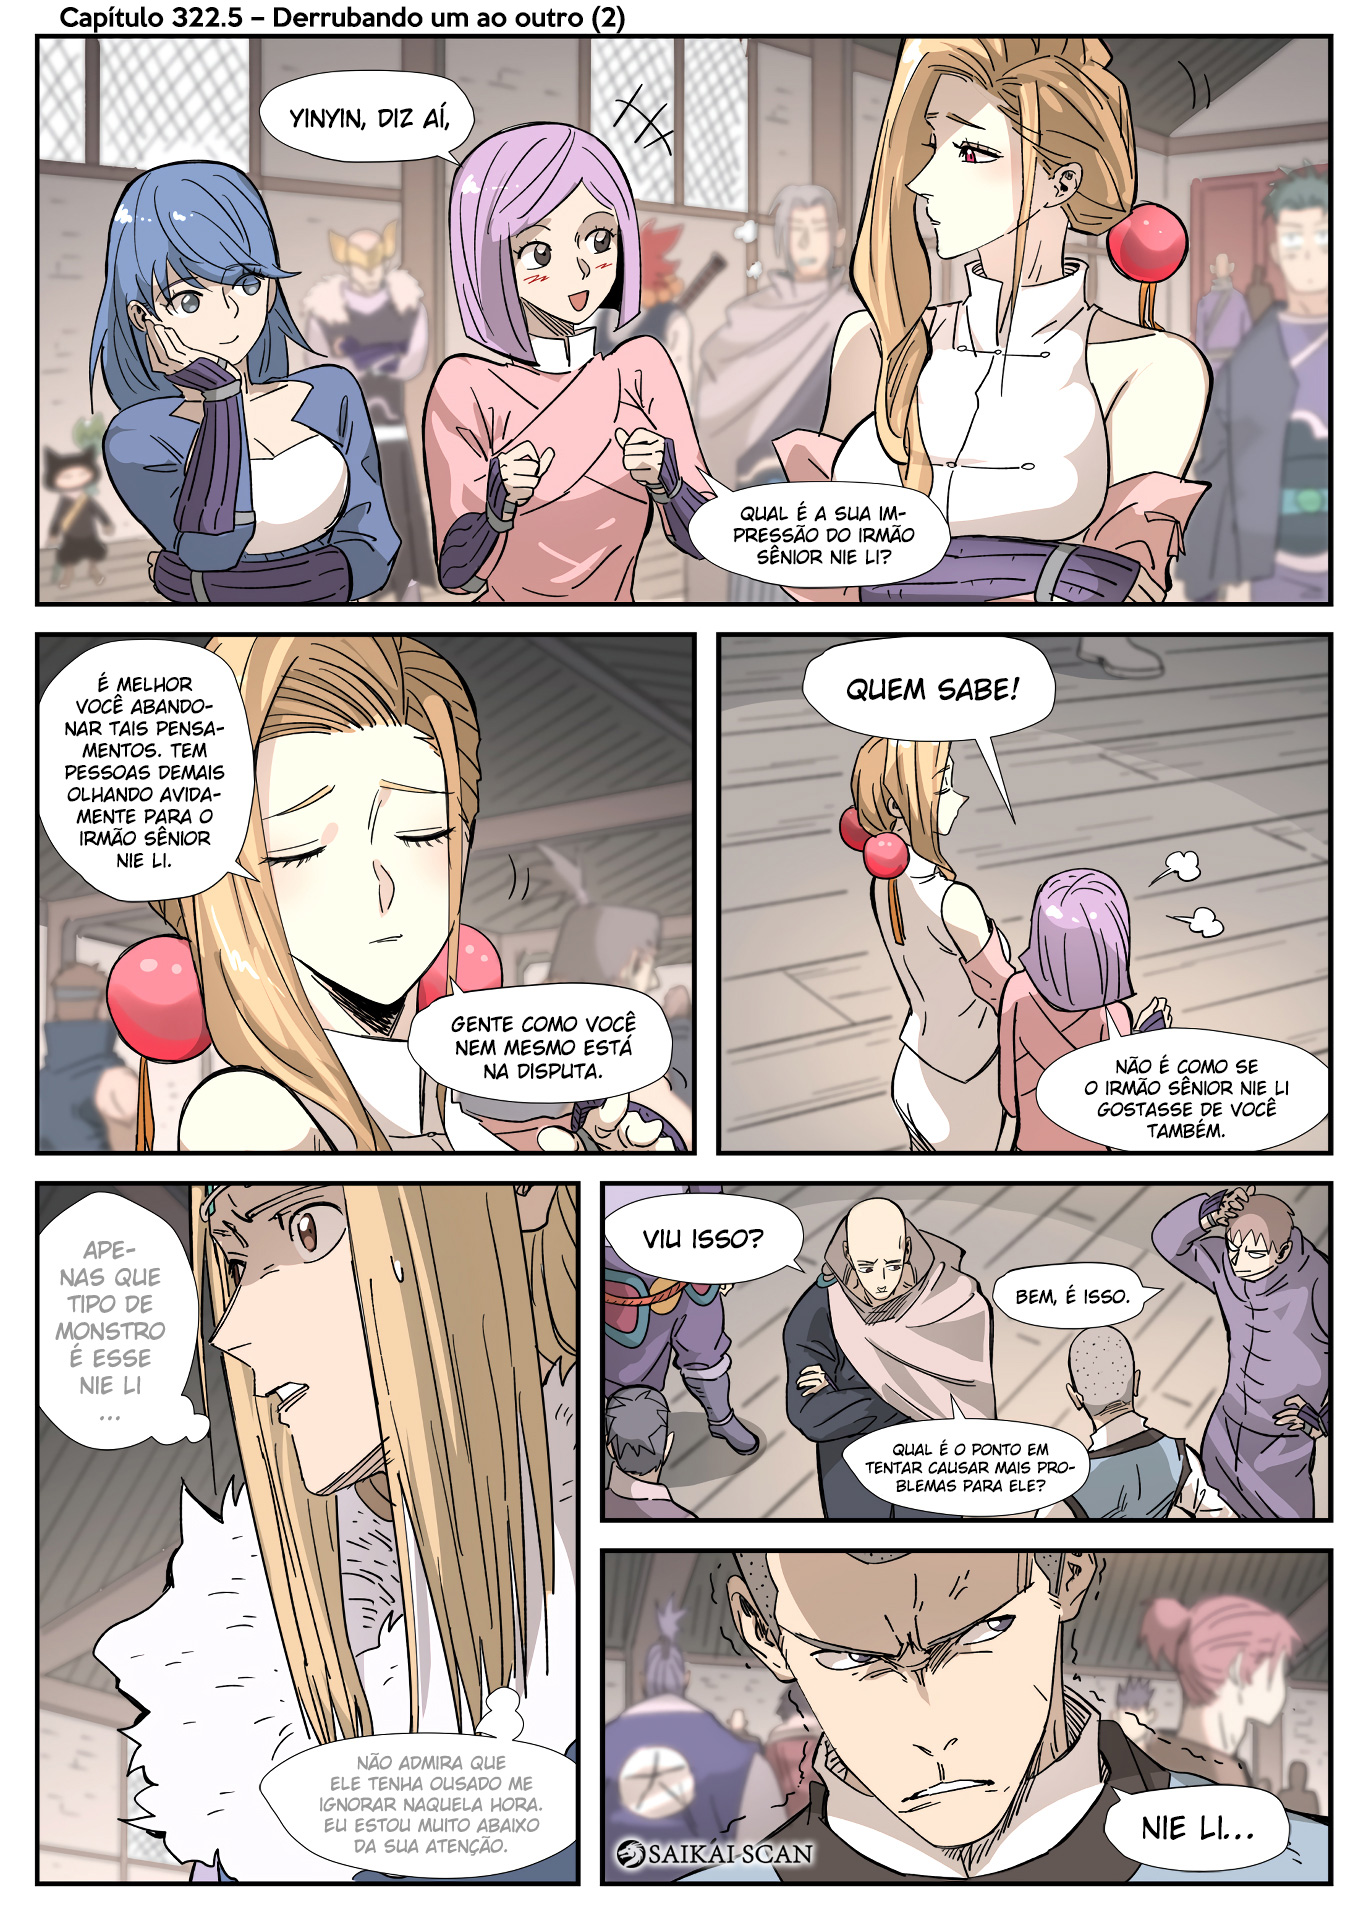 Capítulo 322.5 – Derrubando um ao outro (2)
YINYIN, DIZ AÍ,
QUAL É A SUA IM-
PRESSÃO DO IRMÃO
SÊNIOR NIE LI?
É MELHOR
VOCÊ ABANDO-
NAR TAIS PENSA-
MENTOS. TEM
PESSOAS DEMAIS
OLHANDO AVIDA-
MENTE PARA O
IRMÃO SÊNIOR
NIE LI.
GENTE COMO VOCÊ
NEM MESMO ESTÁ
NA DISPUTA.
QUEM SABE!
NÃO É COMO SE
O IRMÃO SÊNIOR NIE LI
GOSTASSE DE VOCÊ
TAMBÉM.
APE-
NAS QUE
TIPO DE
MONSTRO
É ESSE
NIE LI
...
NÃO ADMIRA QUE
ELE TENHA OUSADO ME
IGNORAR NAQUELA HORA.
EU ESTOU MUITO ABAIXO
DA SUA ATENÇÃO.
VIU ISSO?
BEM, É ISSO.
QUAL É O PONTO EM
TENTAR CAUSAR MAIS PRO-
BLEMAS PARA ELE?
NIE LI...
SAIKAI SCAN